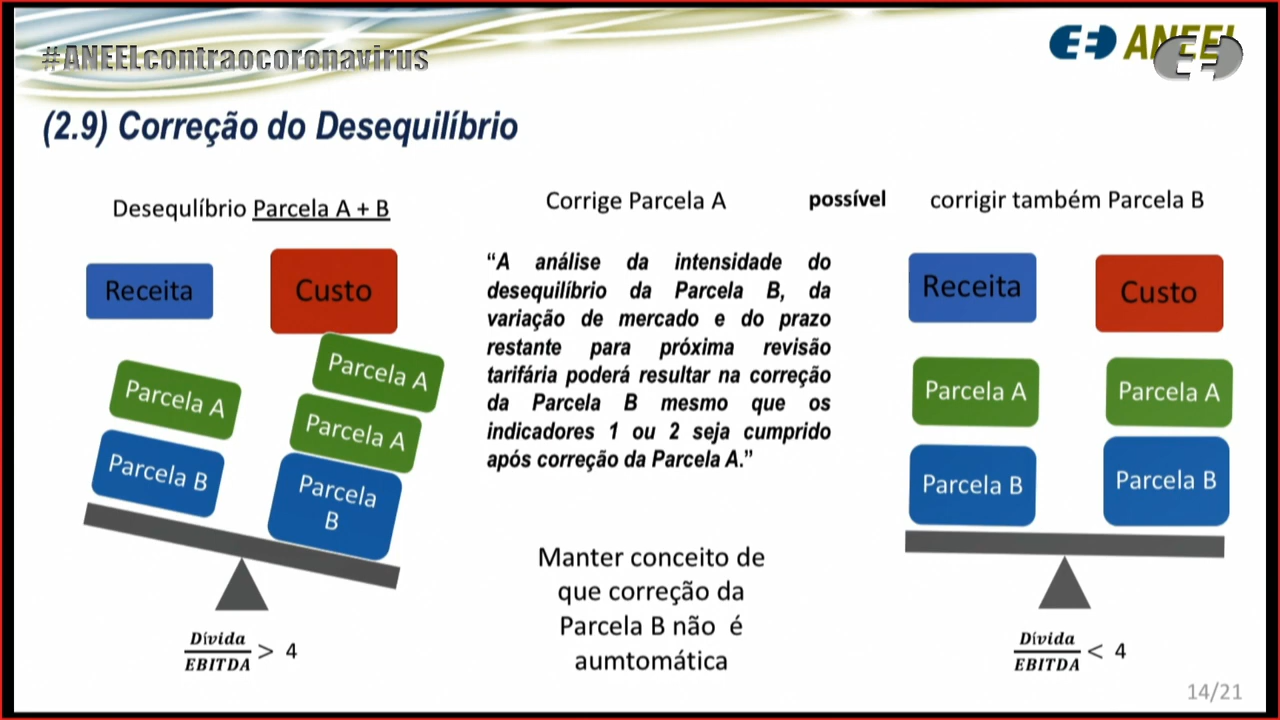 #ANEELcontraocoronavirus
ANEEL
(2.9) Correção do Desequilíbrio
Desequlíbrio Parcela A + B
Corrige Parcela A
possível
corrigir também Parcela B
Receita
Custo
Parcela A
Parcela A
Parcela A
Parcela B
Parcela
B
Dívida
EBITDA
> 4
“A análise da intensidade do
desequilíbrio da Parcela B, da
variação de mercado e do prazo
restante para próxima revisão
tarifária poderá resultar na correção
da Parcela B mesmo que os
indicadores 1 ou 2 seja cumprido
após correção da Parcela A.”
Manter conceito de
que correção da
Parcela B não é
aumtomática
Receita
Custo
Parcela A
Parcela A
Parcela B
Parcela B
Dívida
EBITDA
< 4
14/21